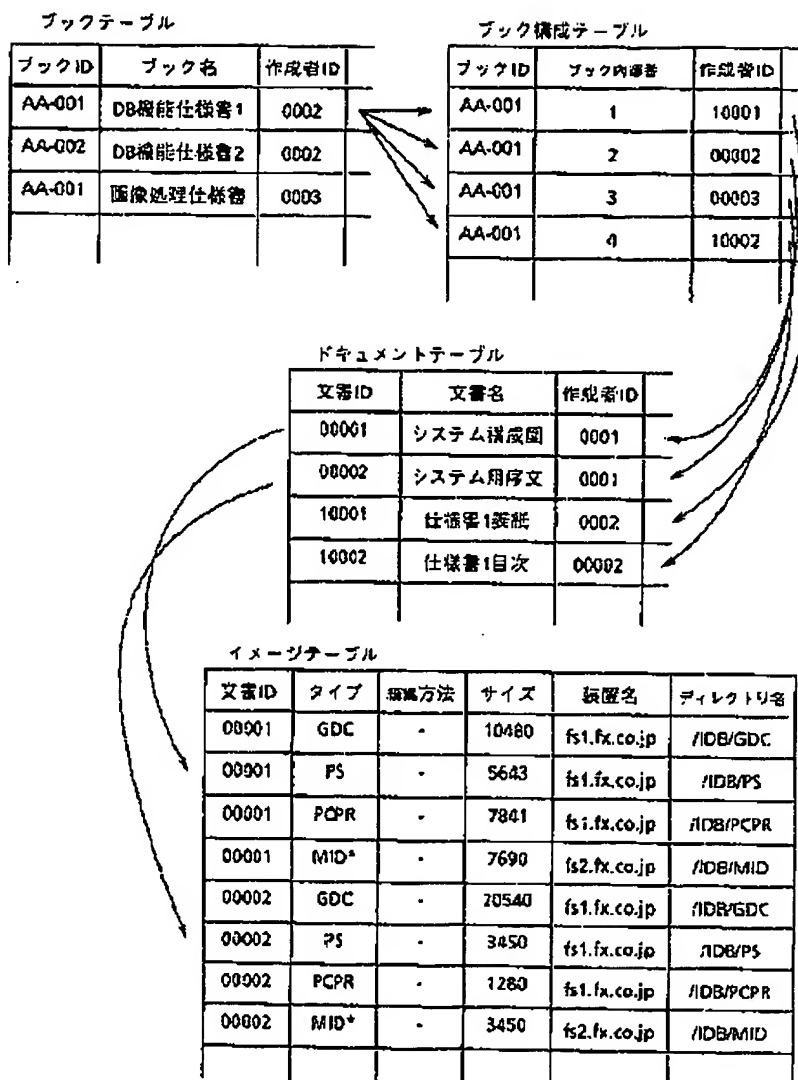 ブックテーブル
ブックID ブック名 作成者ID
AA-001 DB機能仕様書1 0002
AA-002 DB機能仕様書2 0002
AA-001 画像処理仕様書 0003
ブック構成テーブル
ブックID ブック内 作成者ID
AA-001 1 10001
AA-001 2 00002
AA-001 3 00003
AA-001 4 10002
ドキュメントテーブル
文書ID 文書名 作成者ID
00001 システム構成図 0001
00002 システム用序文 0001
10001 仕様書1表紙 0002
10002 仕様書1目次 00002
イメージテーブル
文書ID タイプ 方法 サイズ 装置名 ディレクトリ名
00001 GDC - 10480 fs1.fx.co.jp /IDB/GDC
00001 PS - 5643 fs1.fx.co.jp /IDB/PS
00001 PCPR - 7841 fs1.fx.co.jp /IDB/PCPR
00001 MID* - 7690 fs2.fx.co.jp /IDB/MID
00002 GDC - 20540 fs1.fx.co.jp /IDB/GDC
00002 PS - 3450 fs1.fx.co.jp /IDB/PS
00002 PCPR - 1280 fs1.fx.co.jp /IDB/PCPR
00002 MID* - 3450 fs2.fx.co.jp /IDB/MID